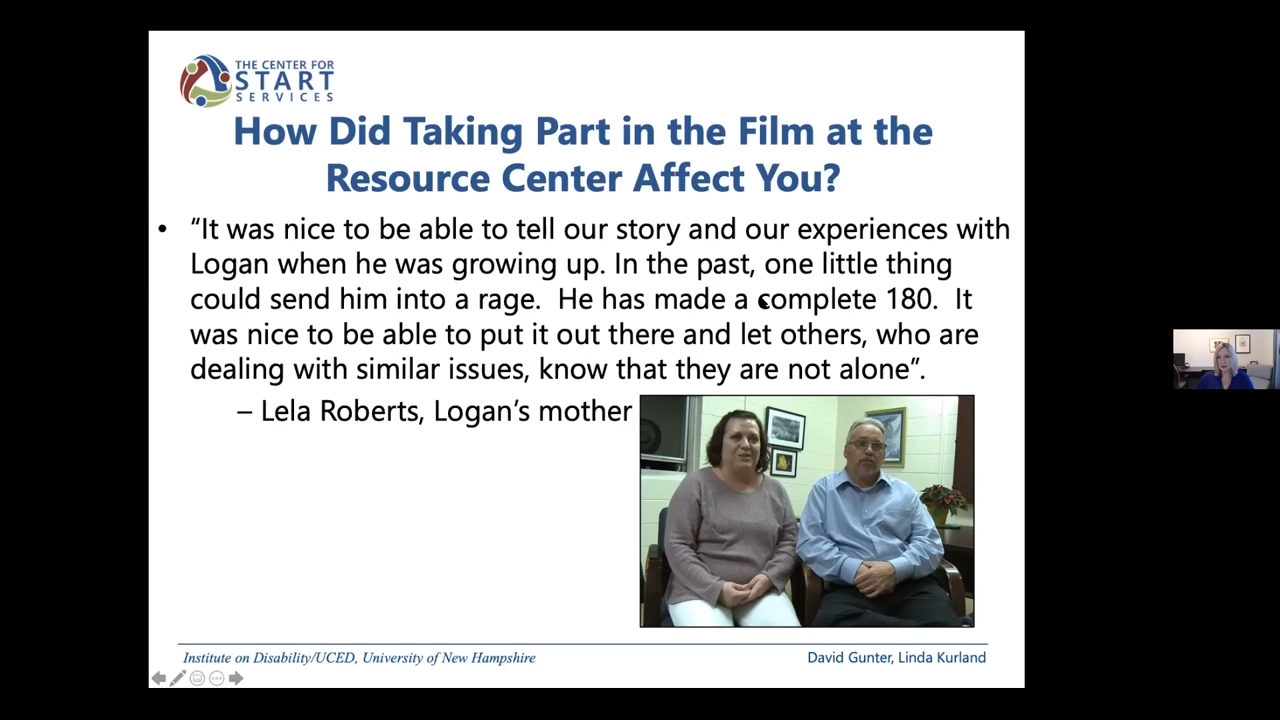 THE CENTER FOR
START
SERVICES
How Did Taking Part in the Film at the
Resource Center Affect You?
• “It was nice to be able to tell our story and our experiences with
Logan when he was growing up. In the past, one little thing
could send him into a rage.  He has made a complete 180.  It
was nice to be able to put it out there and let others, who are
dealing with similar issues, know that they are not alone”.
– Lela Roberts, Logan’s mother
Institute on Disability/UCED, University of New Hampshire
David Gunter, Linda Kurland